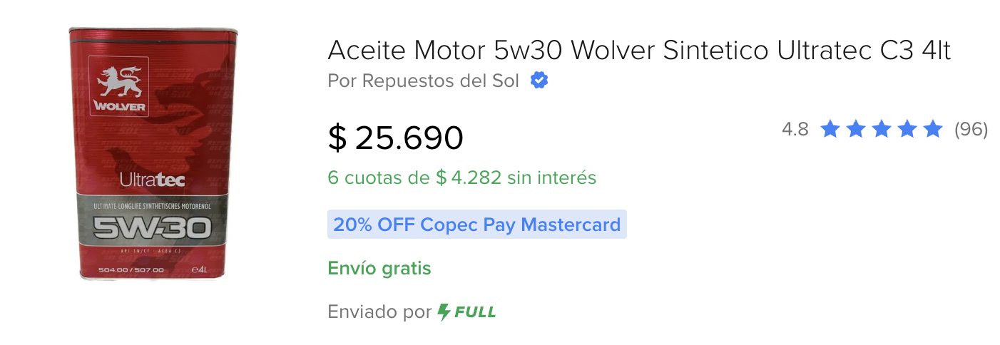 WOLVER
Ultratec
ULTIMATE LONGLIFE SYNTHETISCHES MOTORENÖL
5W-30
API SN/CF · ACEA C3
504.00 / 507.00 ℮4L
Aceite Motor 5w30 Wolver Sintetico Ultratec C3 4lt
Por Repuestos del Sol
$ 25.690
4.8 (96)
6 cuotas de $ 4.282 sin interés
20% OFF Copec Pay Mastercard
Envío gratis
Enviado por FULL